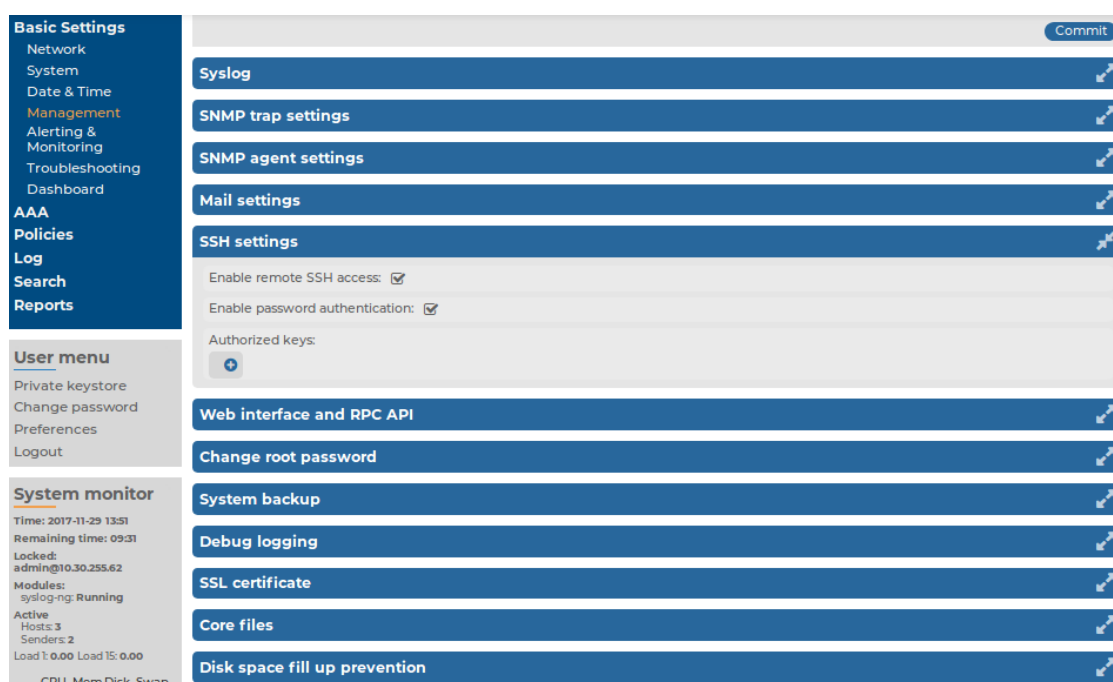 Basic Settings
Network
System
Date & Time
Management
Alerting &
Monitoring
Troubleshooting
Dashboard
AAA
Policies
Log
Search
Reports
User menu
Private keystore
Change password
Preferences
Logout
System monitor
Time: 2017-11-29 13:51
Remaining time: 09:31
Locked:
admin@10.30.255.62
Modules:
syslog-ng: Running
Active
Hosts: 3
Senders: 2
Load 1: 0.00 Load 15: 0.00
CPU Mem Disk Swap
Commit
Syslog
SNMP trap settings
SNMP agent settings
Mail settings
SSH settings
Enable remote SSH access:
Enable password authentication:
Authorized keys:
Web interface and RPC API
Change root password
System backup
Debug logging
SSL certificate
Core files
Disk space fill up prevention